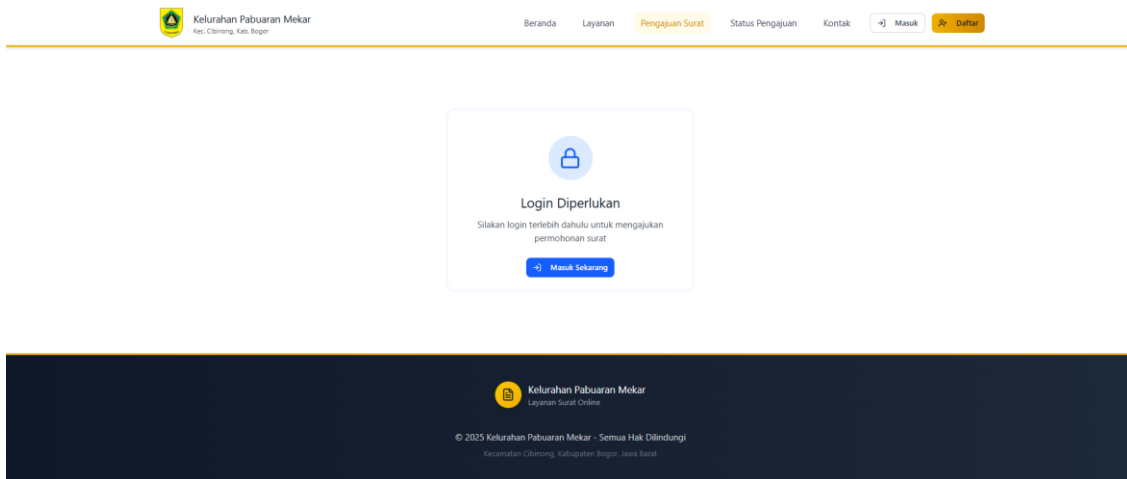 Kelurahan Pabuaran Mekar
Kec. Cibinong, Kab. Bogor
Beranda
Layanan
Pengajuan Surat
Status Pengajuan
Kontak
Masuk
Daftar
Login Diperlukan
Silakan login terlebih dahulu untuk mengajukan
permohonan surat
Masuk Sekarang
Kelurahan Pabuaran Mekar
Layanan Surat Online
© 2025 Kelurahan Pabuaran Mekar - Semua Hak Dilindungi
Kecamatan Cibinong, Kabupaten Bogor, Jawa Barat